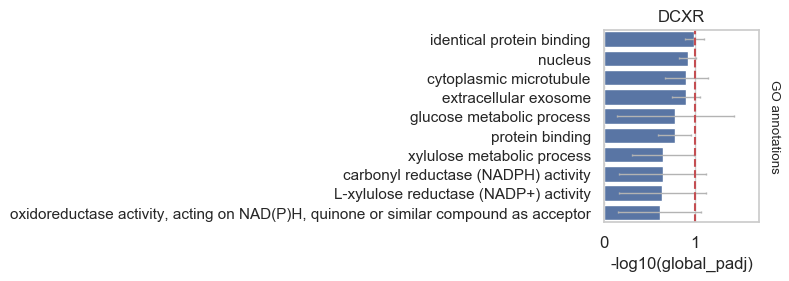 DCXR
identical protein binding
nucleus
cytoplasmic microtubule
extracellular exosome
glucose metabolic process
protein binding
xylulose metabolic process
carbonyl reductase (NADPH) activity
L-xylulose reductase (NADP+) activity
oxidoreductase activity, acting on NAD(P)H, quinone or similar compound as acceptor
GO annotations
0 1
-log10(global_padj)